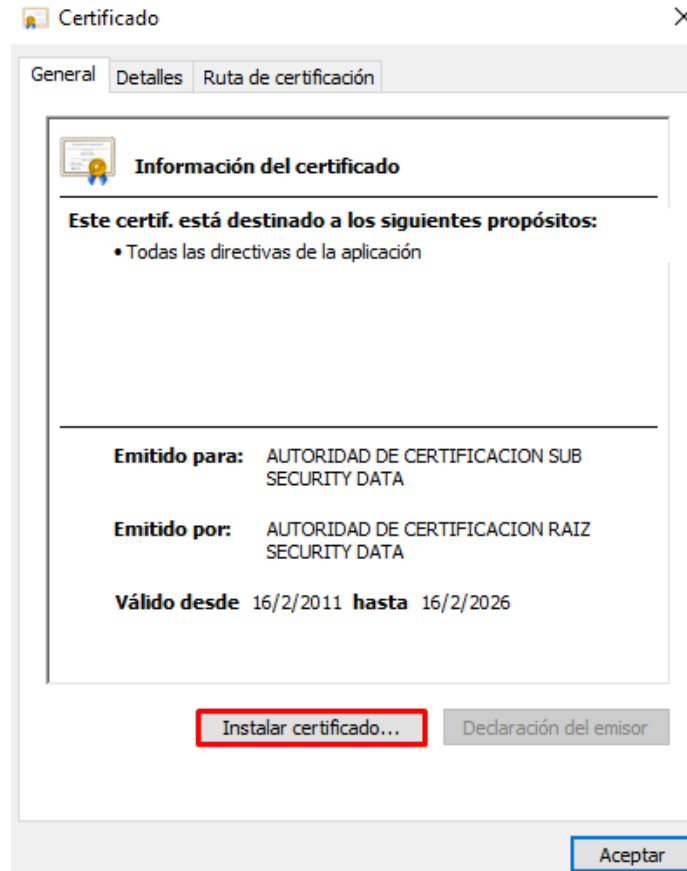 Certificado
General Detalles Ruta de certificación
Información del certificado
Este certif. está destinado a los siguientes propósitos:
• Todas las directivas de la aplicación
Emitido para: AUTORIDAD DE CERTIFICACION SUB
SECURITY DATA
Emitido por: AUTORIDAD DE CERTIFICACION RAIZ
SECURITY DATA
Válido desde 16/2/2011 hasta 16/2/2026
Instalar certificado... Declaración del emisor
Aceptar